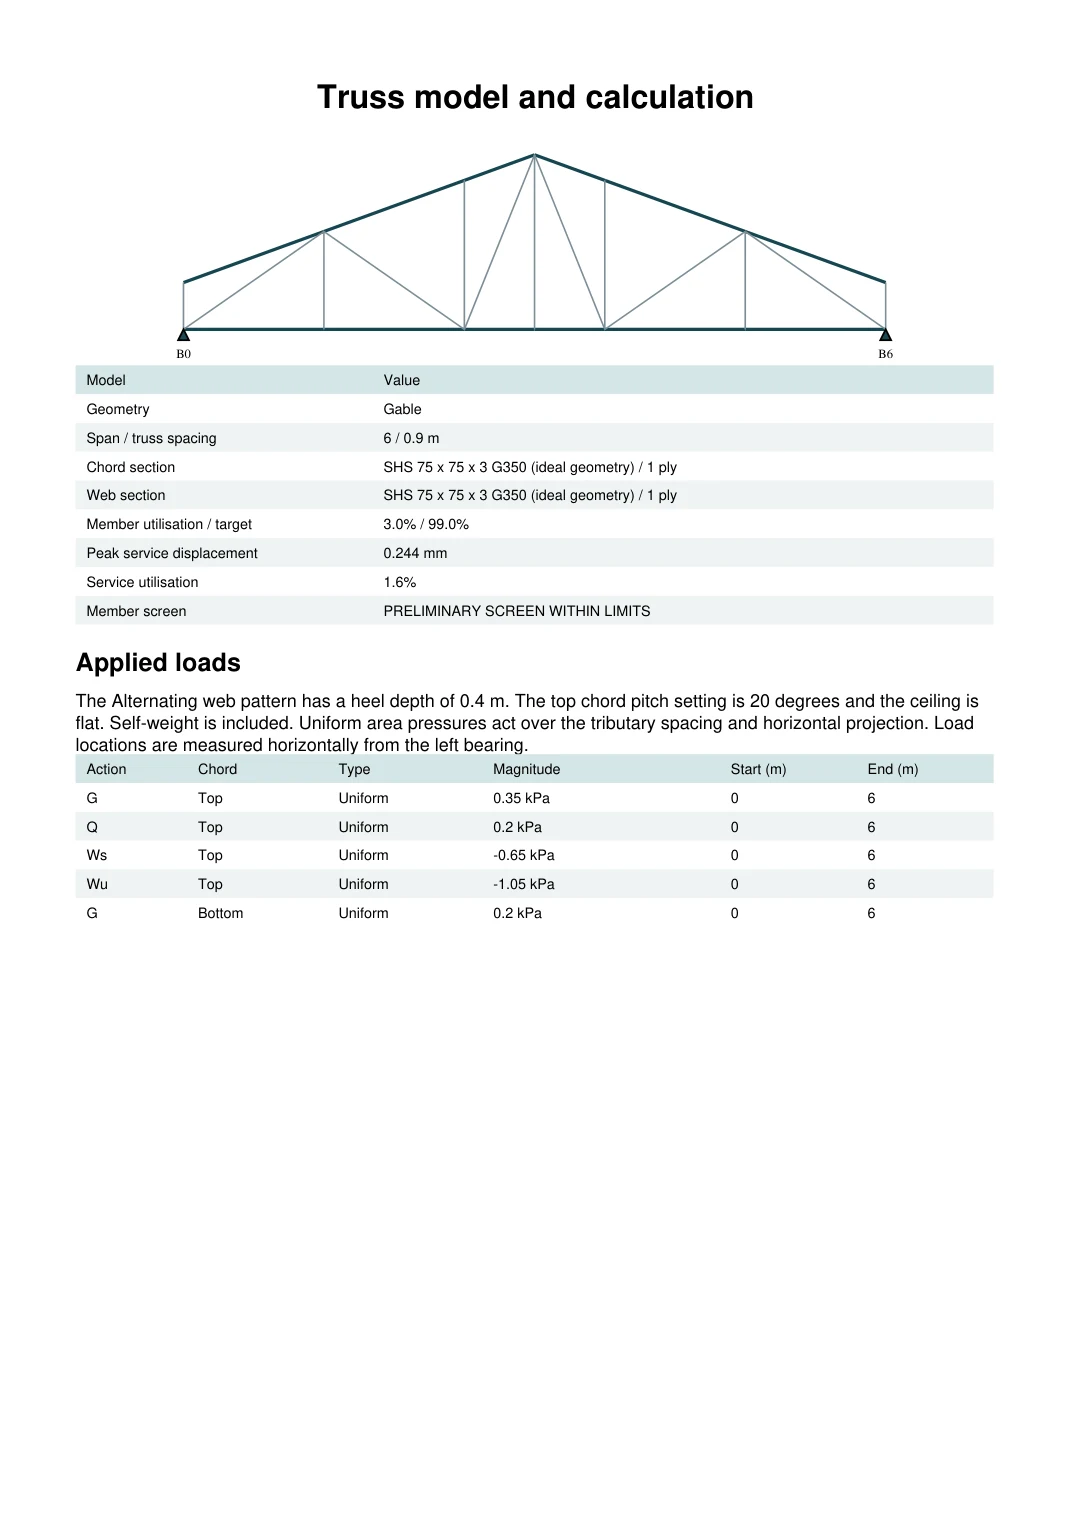 Truss model and calculation
B0 B6
Model Value
Geometry Gable
Span / truss spacing 6 / 0.9 m
Chord section SHS 75 x 75 x 3 G350 (ideal geometry) / 1 ply
Web section SHS 75 x 75 x 3 G350 (ideal geometry) / 1 ply
Member utilisation / target 3.0% / 99.0%
Peak service displacement 0.244 mm
Service utilisation 1.6%
Member screen PRELIMINARY SCREEN WITHIN LIMITS
Applied loads
The Alternating web pattern has a heel depth of 0.4 m. The top chord pitch setting is 20 degrees and the ceiling is
flat. Self-weight is included. Uniform area pressures act over the tributary spacing and horizontal projection. Load
locations are measured horizontally from the left bearing.
Action Chord Type Magnitude Start (m) End (m)
G Top Uniform 0.35 kPa 0 6
Q Top Uniform 0.2 kPa 0 6
Ws Top Uniform -0.65 kPa 0 6
Wu Top Uniform -1.05 kPa 0 6
G Bottom Uniform 0.2 kPa 0 6